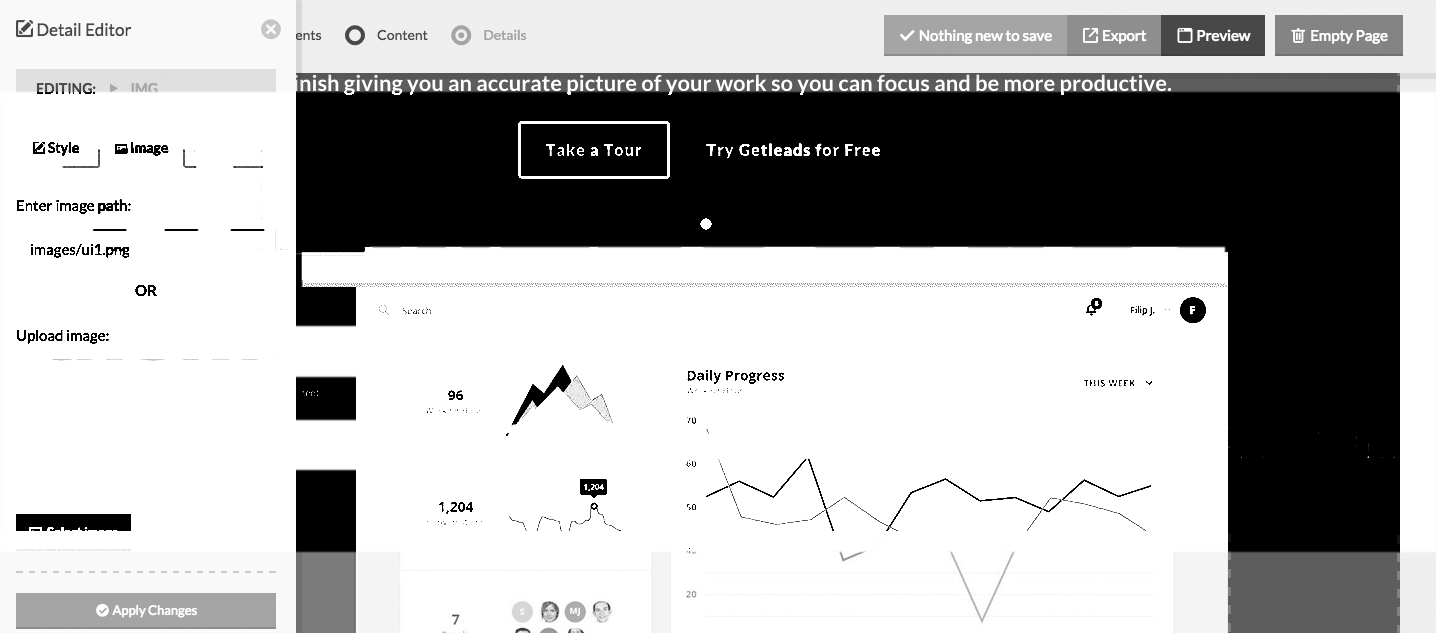 Detail Editor
ents
Content
Details
Nothing new to save
Export
Preview
Empty Page
EDITING:
IMG
inish giving you an accurate picture of your work so you can focus and be more productive.
Style
Image
Take a Tour
Try Getleads for Free
Enter image path:
images/ui1.png
OR
Upload image:
Select image
Apply Changes
Search
Filip J.
F
96
Daily Progress
THIS WEEK
70
60
50
20
1,204
1,204
7
S
MJ